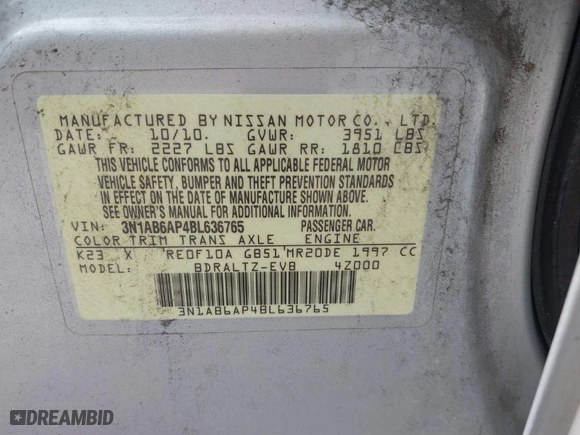 MANUFACTURED BY NISSAN MOTOR CO., LTD.
DATE: 10/10. GVWR: 3951 LBS
GAWR FR: 2227 LBS GAWR RR: 1810 LBS
THIS VEHICLE CONFORMS TO ALL APPLICABLE FEDERAL MOTOR
VEHICLE SAFETY, BUMPER AND THEFT PREVENTION STANDARDS
IN EFFECT ON THE DATE OF MANUFACTURE SHOWN ABOVE.
SEE OWNER'S MANUAL FOR ADDITIONAL INFORMATION
VIN: 3N1AB6AP4BL636765 PASSENGER CAR.
COLOR TRIM TRANS AXLE ENGINE
K23 X RE0F10A GB51 MR20DE 1997 CC
MODEL: BDRALTZ-EVB 4Z000
3N1AB6AP4BL636765
DREAMBID